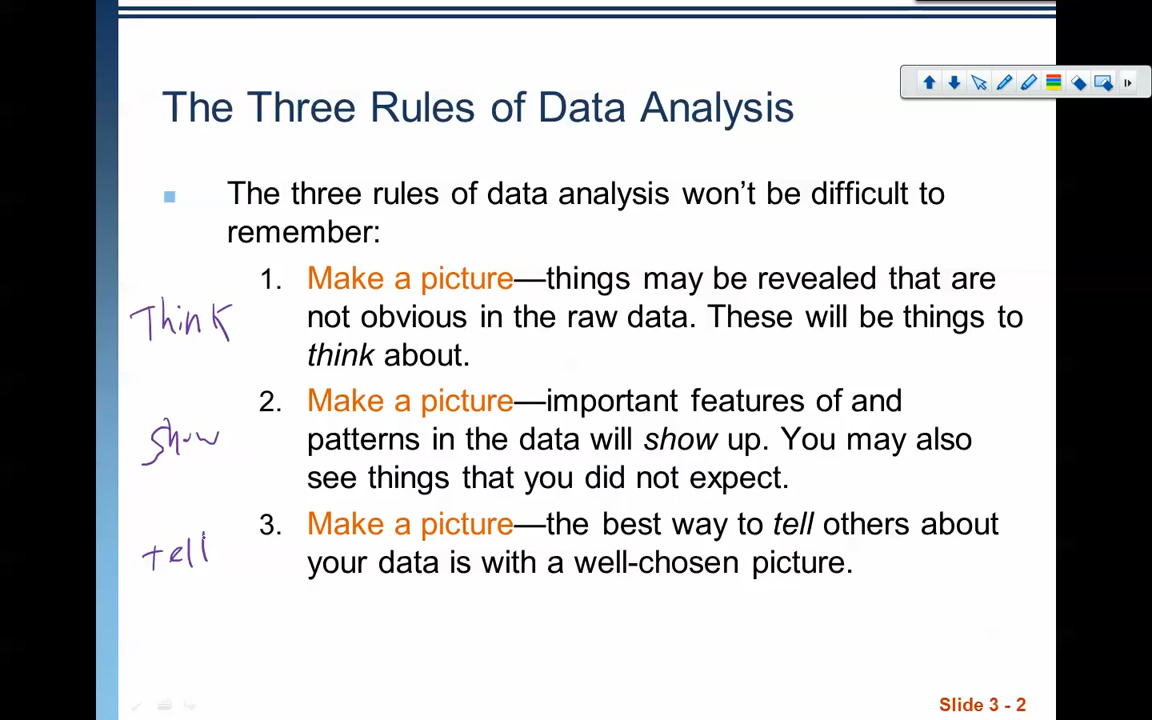 The Three Rules of Data Analysis
The three rules of data analysis won't be difficult to
remember:
1. Make a picture—things may be revealed that are
Think
not obvious in the raw data. These will be things to
think about.
2. Make a picture—important features of and
show
patterns in the data will show up. You may also
see things that you did not expect.
3. Make a picture—the best way to tell others about
tell
your data is with a well-chosen picture.
Slide 3 - 2